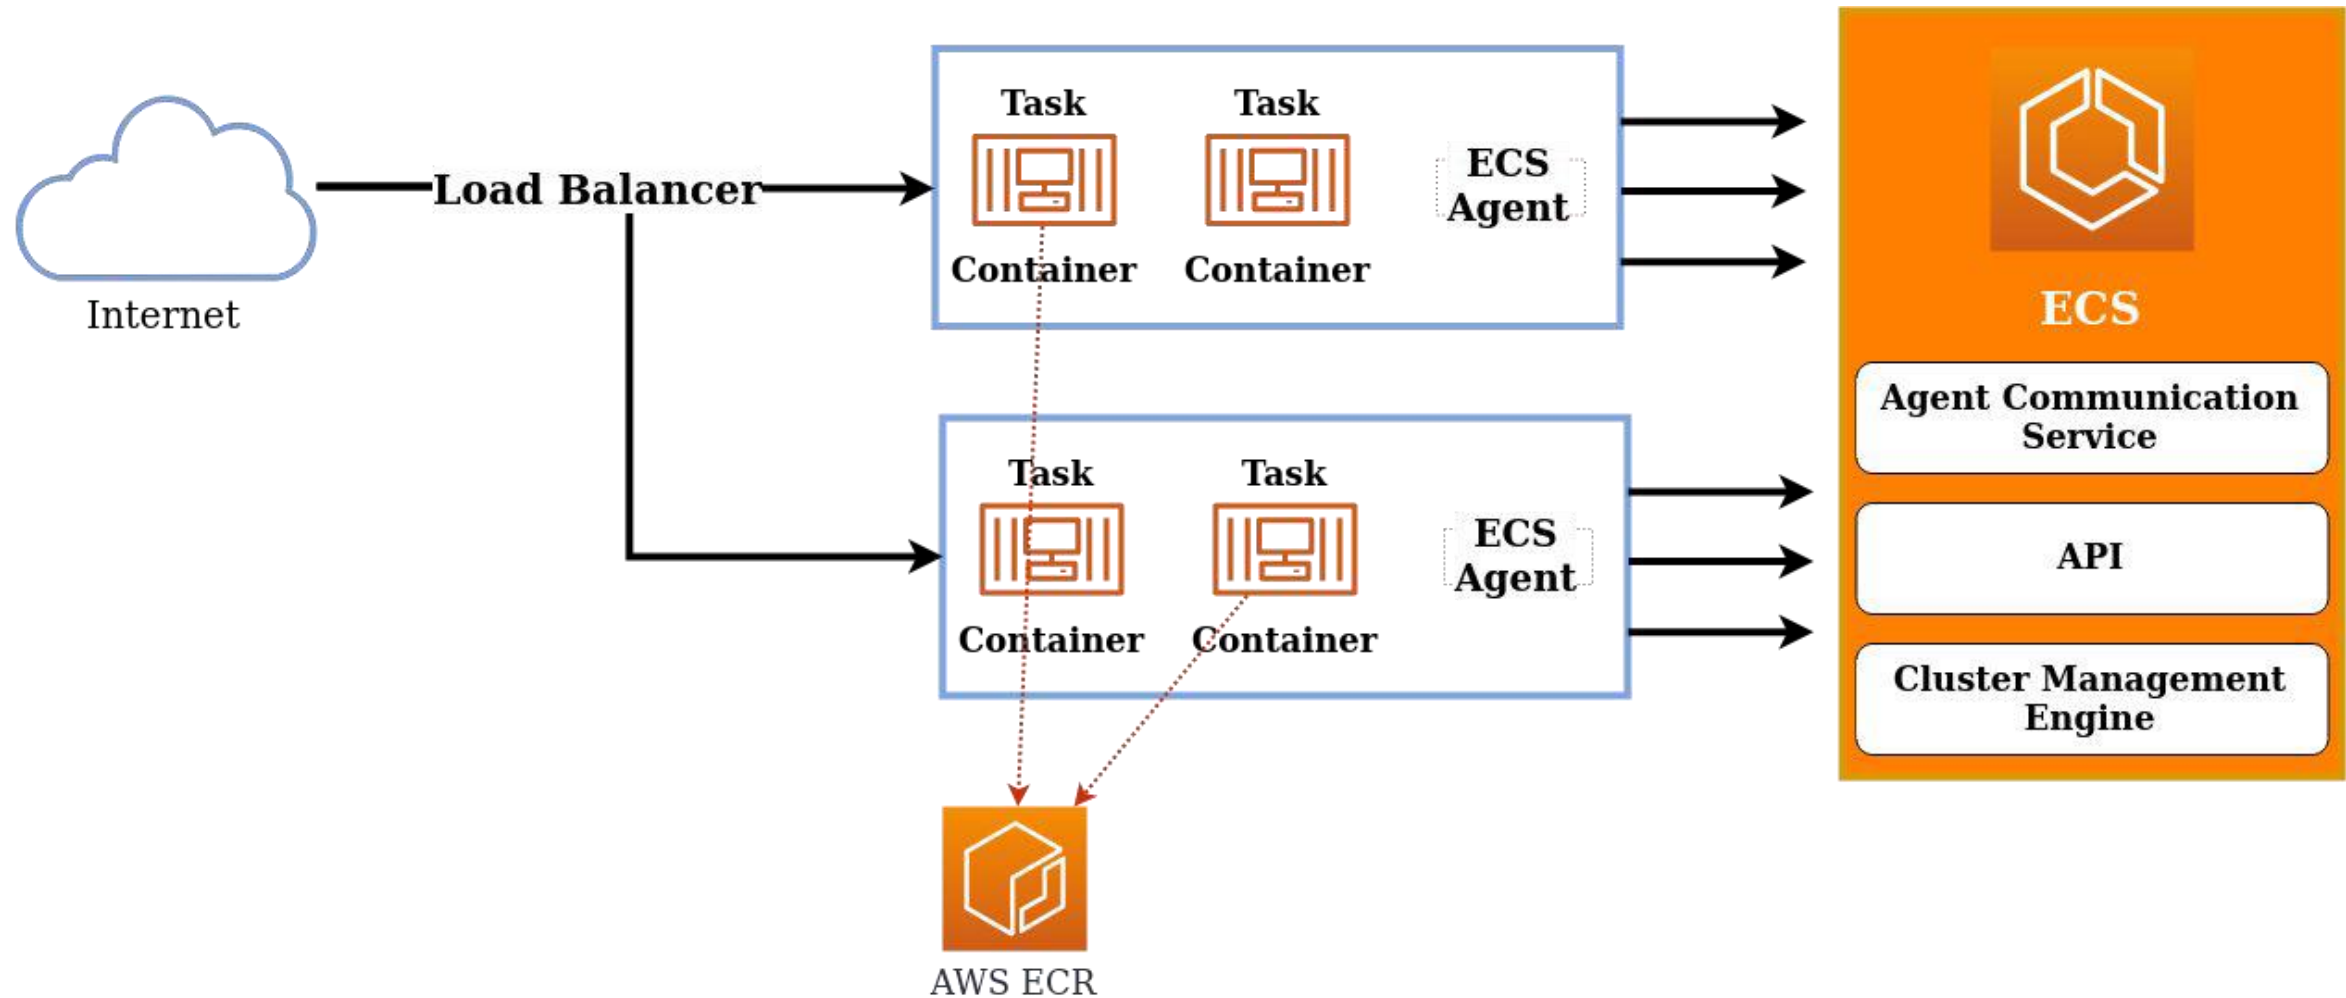 Internet
Load Balancer
Task
Task
ECS
Agent
Container
Container
Task
Task
ECS
Agent
Container
Container
AWS ECR
ECS
Agent Communication
Service
API
Cluster Management
Engine